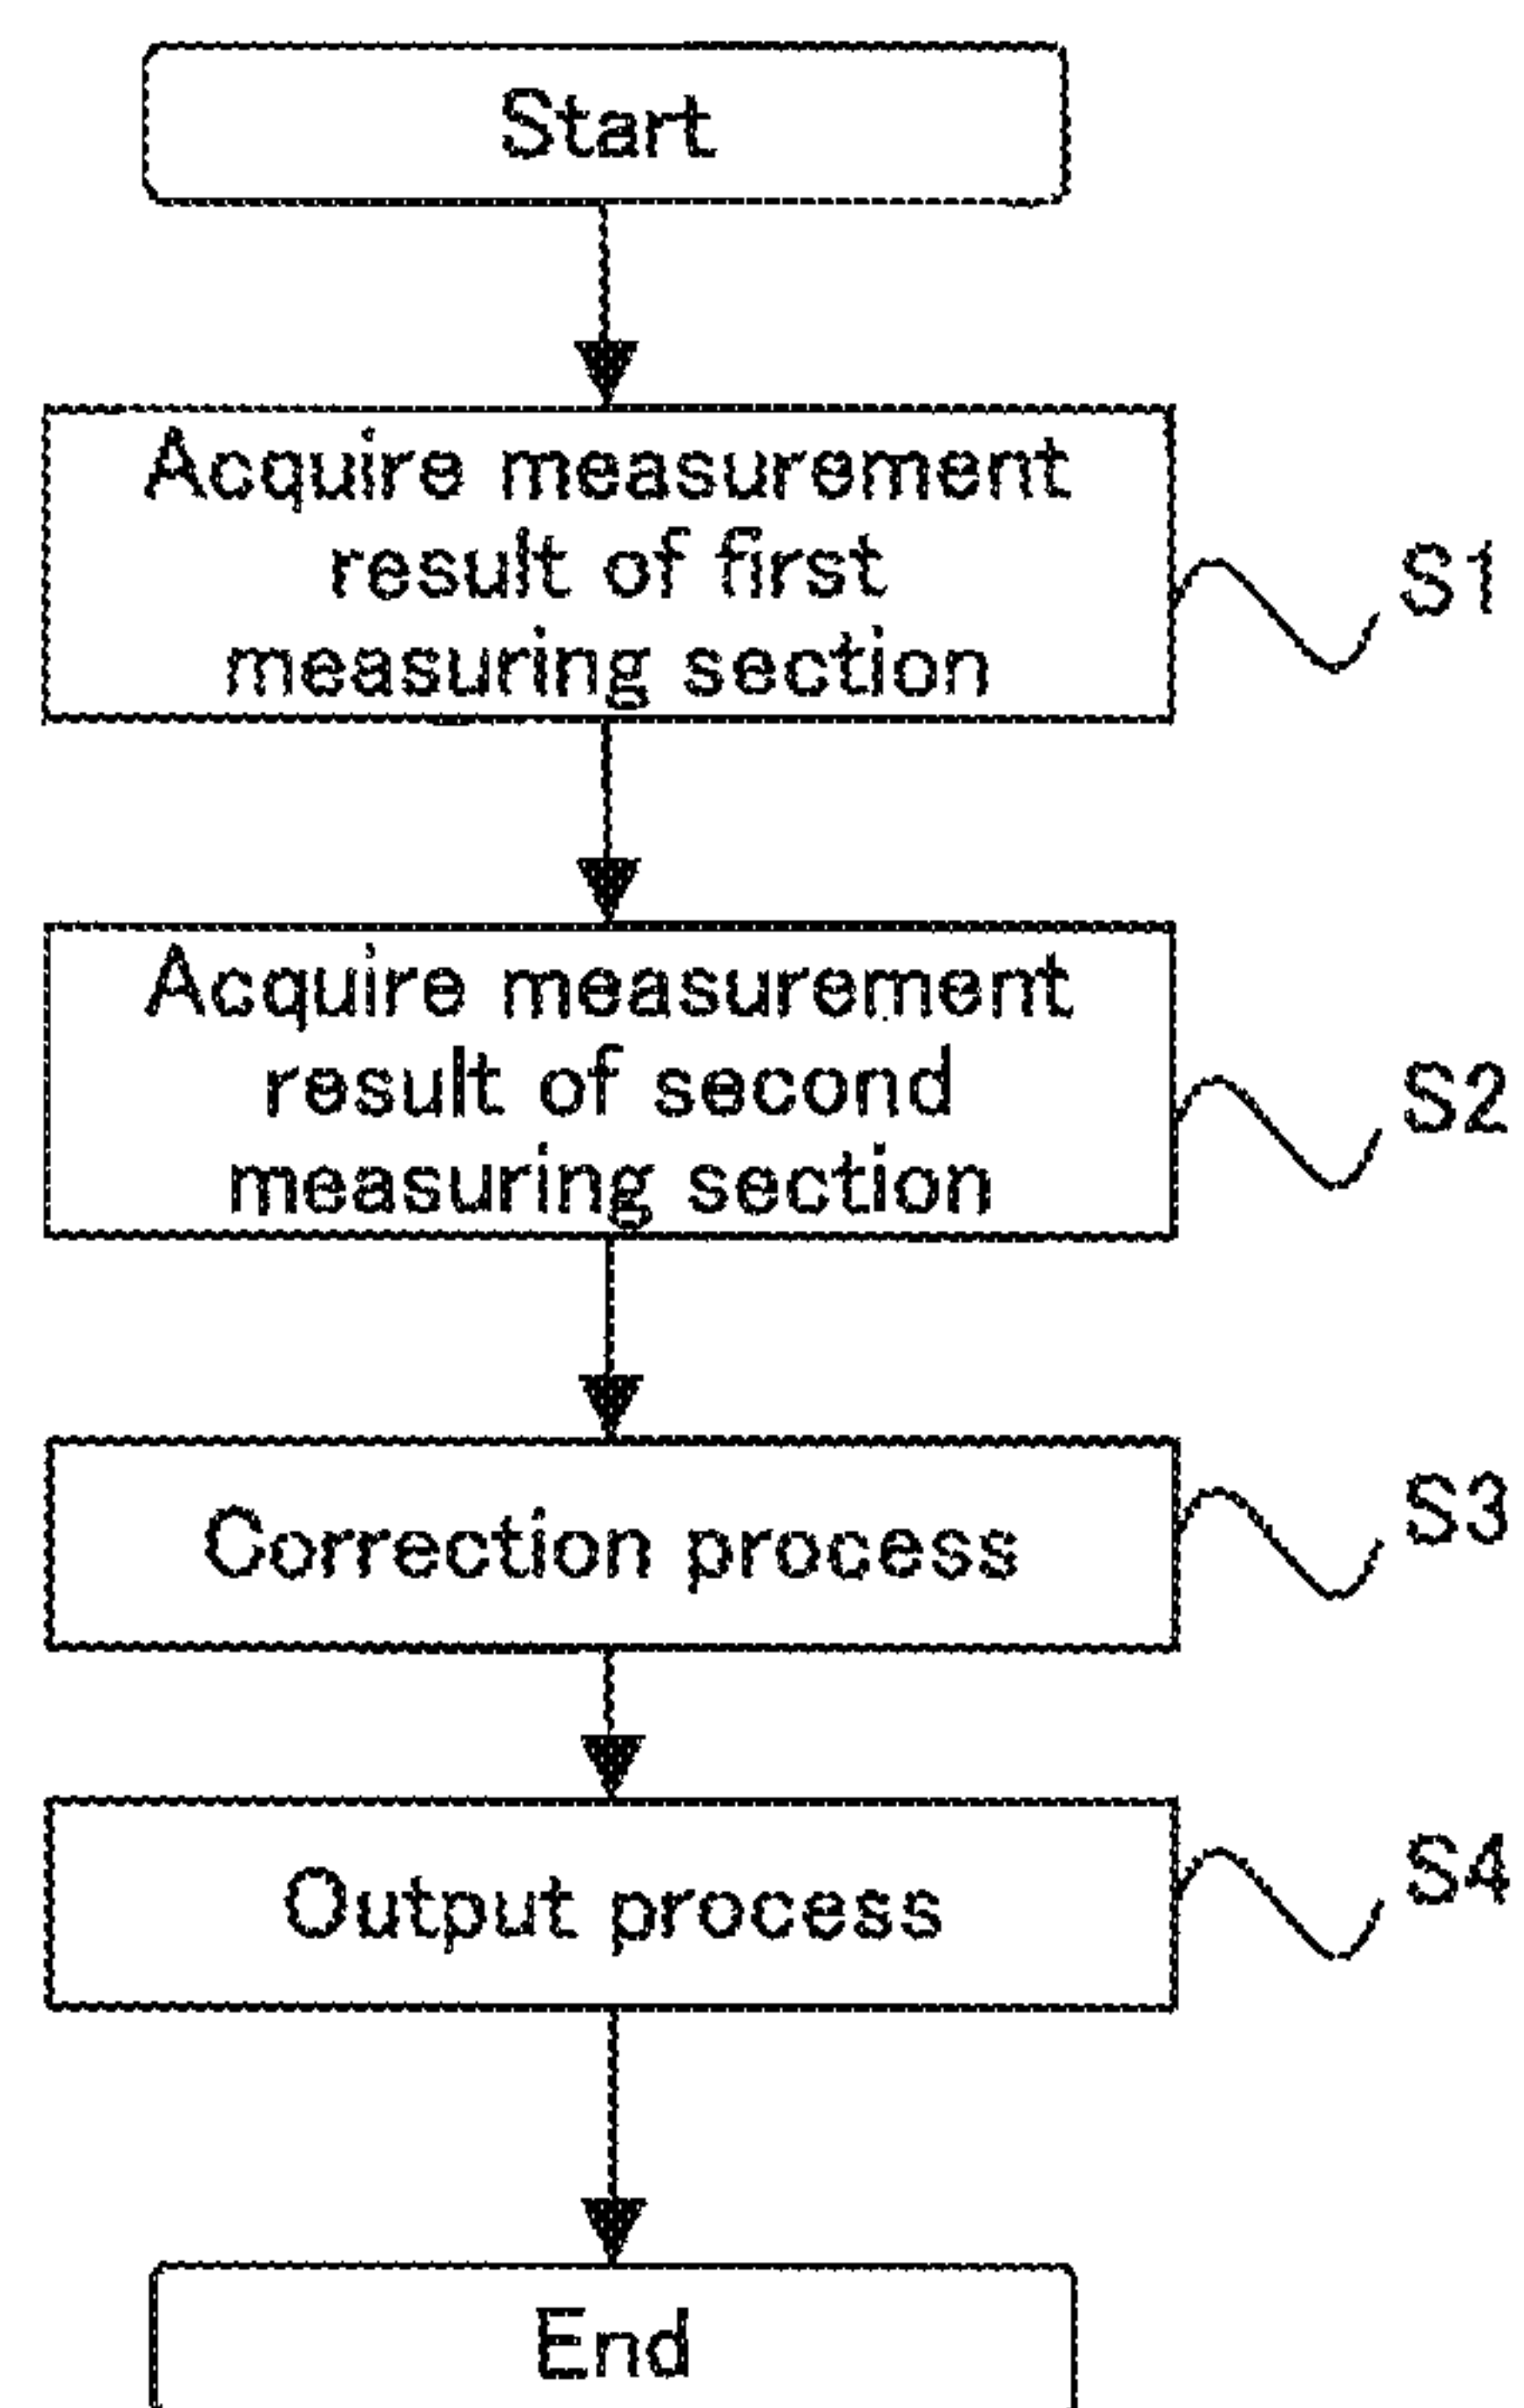 Start
Acquire measurement
result of first
measuring section
S1
Acquire measurement
result of second
measuring section
S2
Correction process
S3
Output process
S4
End